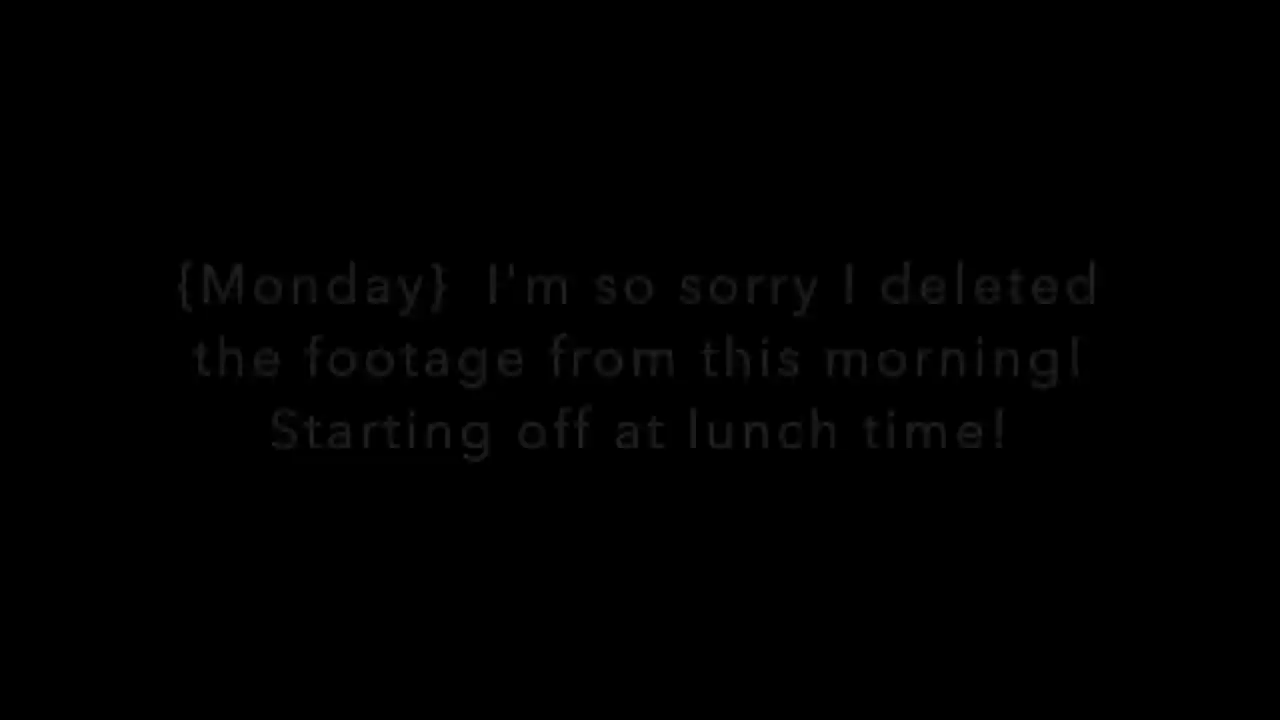 {Monday} I'm so sorry I deleted
the footage from this morning!
Starting off at lunch time!